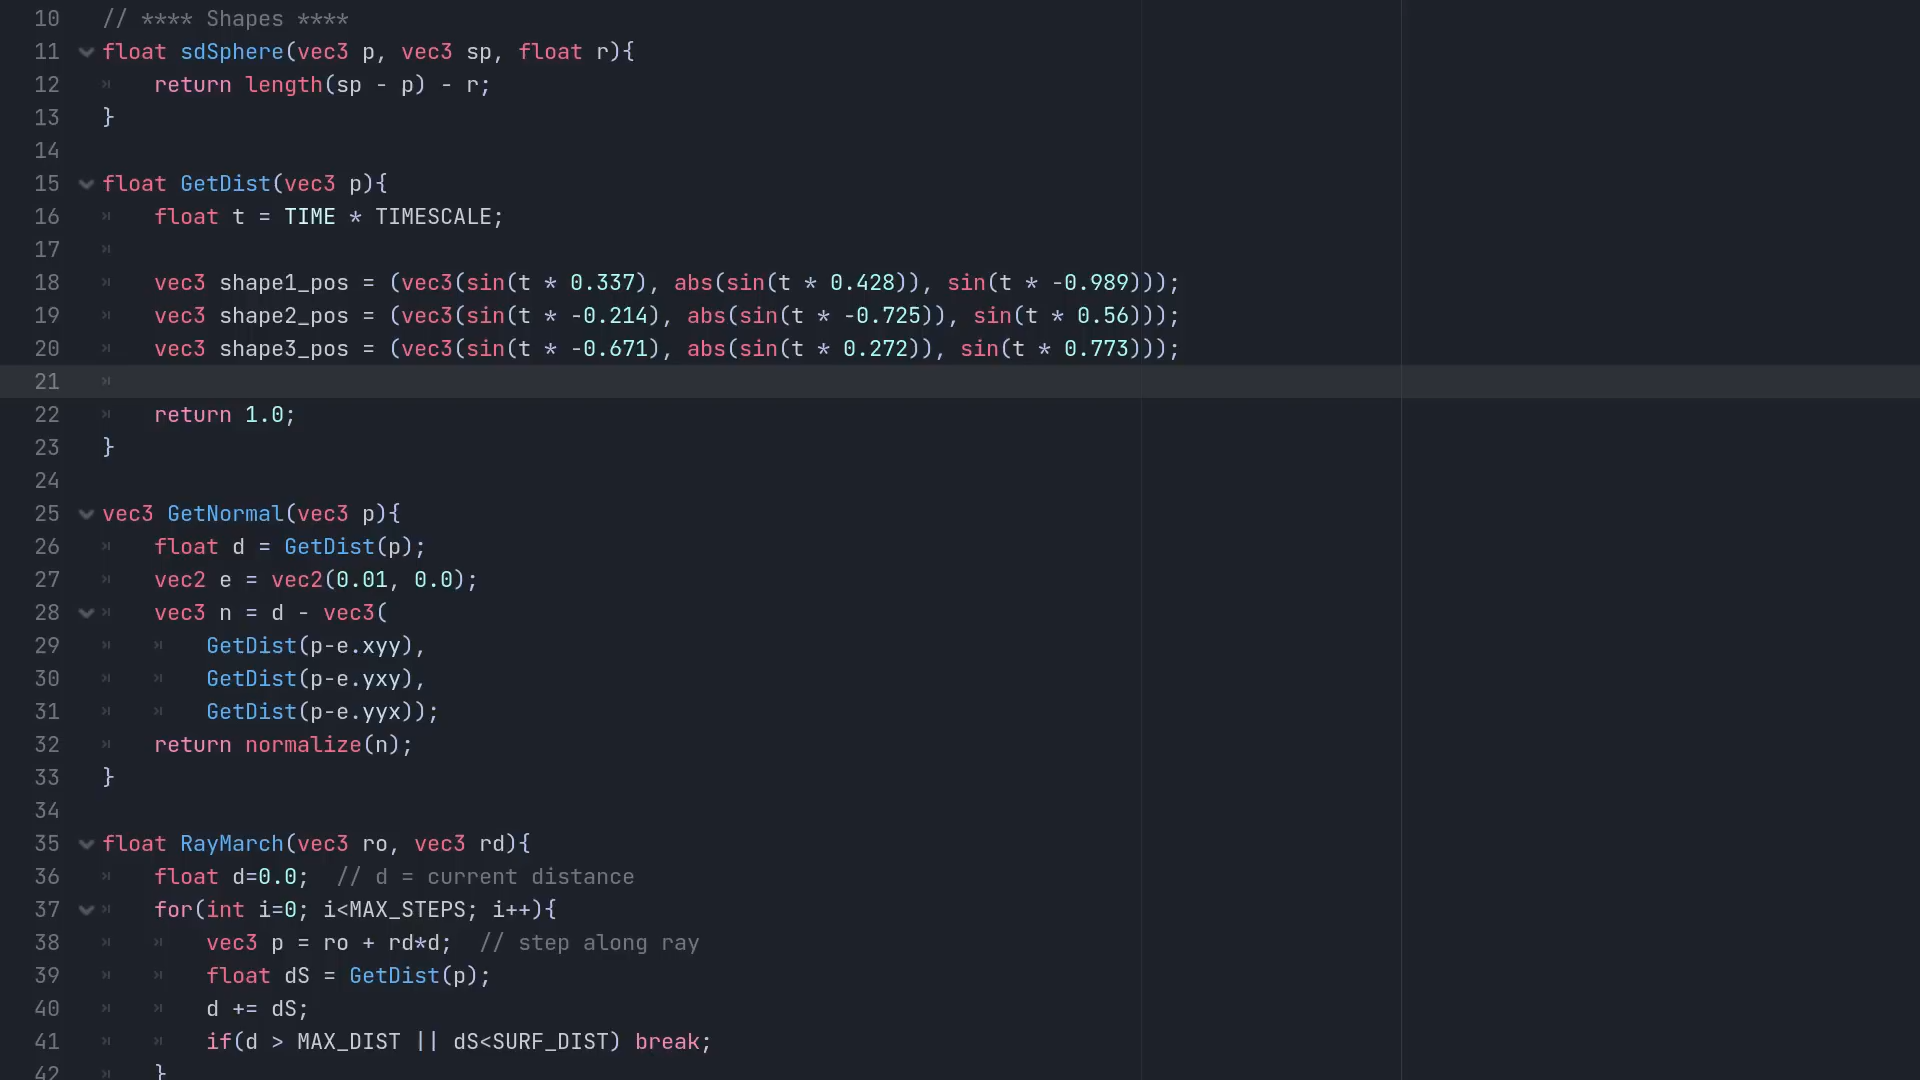 10 // **** Shapes ****
11 float sdSphere(vec3 p, vec3 sp, float r){
12 return length(sp - p) - r;
13 }
14
15 float GetDist(vec3 p){
16 float t = TIME * TIMESCALE;
17
18 vec3 shape1_pos = (vec3(sin(t * 0.337), abs(sin(t * 0.428)), sin(t * -0.989)));
19 vec3 shape2_pos = (vec3(sin(t * -0.214), abs(sin(t * -0.725)), sin(t * 0.56)));
20 vec3 shape3_pos = (vec3(sin(t * -0.671), abs(sin(t * 0.272)), sin(t * 0.773)));
21
22 return 1.0;
23 }
24
25 vec3 GetNormal(vec3 p){
26 float d = GetDist(p);
27 vec2 e = vec2(0.01, 0.0);
28 vec3 n = d - vec3(
29 GetDist(p-e.xyy),
30 GetDist(p-e.yxy),
31 GetDist(p-e.yyx));
32 return normalize(n);
33 }
34
35 float RayMarch(vec3 ro, vec3 rd){
36 float d=0.0; // d = current distance
37 for(int i=0; i<MAX_STEPS; i++){
38 vec3 p = ro + rd*d; // step along ray
39 float dS = GetDist(p);
40 d += dS;
41 if(d > MAX_DIST || dS<SURF_DIST) break;
42 }